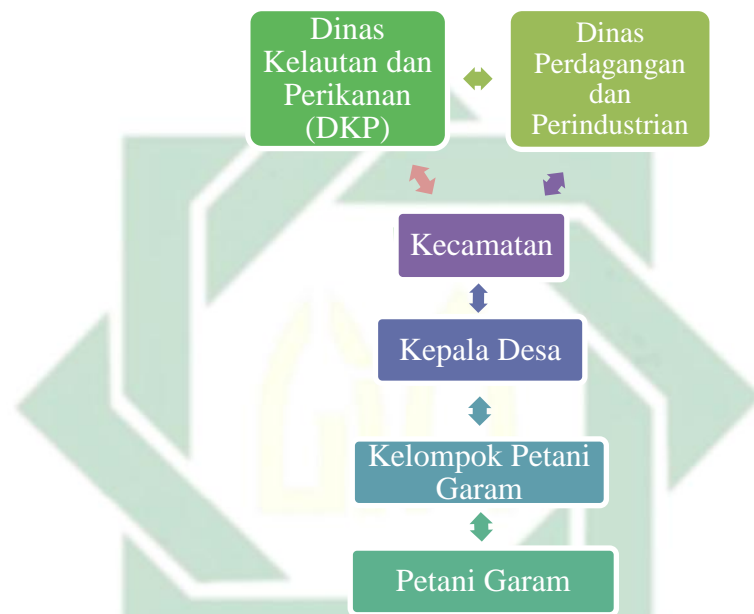 Dinas
Kelautan dan
Perikanan
(DKP)
Dinas
Perdagangan
dan
Perindustrian
Kecamatan
Kepala Desa
Kelompok Petani
Garam
Petani Garam